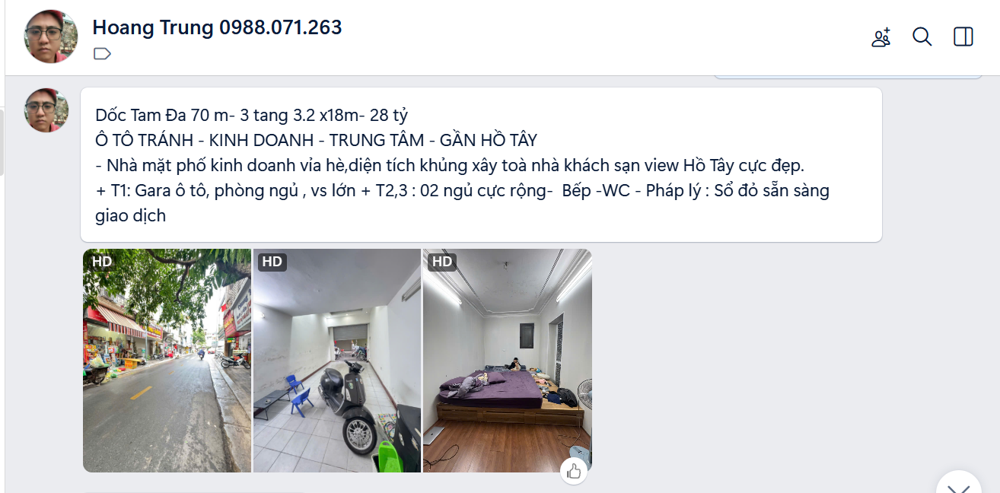 Hoang Trung 0988.071.263
Dốc Tam Đa 70 m- 3 tang 3.2 x18m- 28 tỷ
Ô TÔ TRÁNH - KINH DOANH - TRUNG TÂM - GẦN HỒ TÂY
- Nhà mặt phố kinh doanh vỉa hè,diện tích khủng xây toà nhà khách sạn view Hồ Tây cực đẹp.
+ T1: Gara ô tô, phòng ngủ , vs lớn + T2,3 : 02 ngủ cực rộng-  Bếp -WC - Pháp lý : Sổ đỏ sẵn sàng
giao dịch
HD
HD
HD